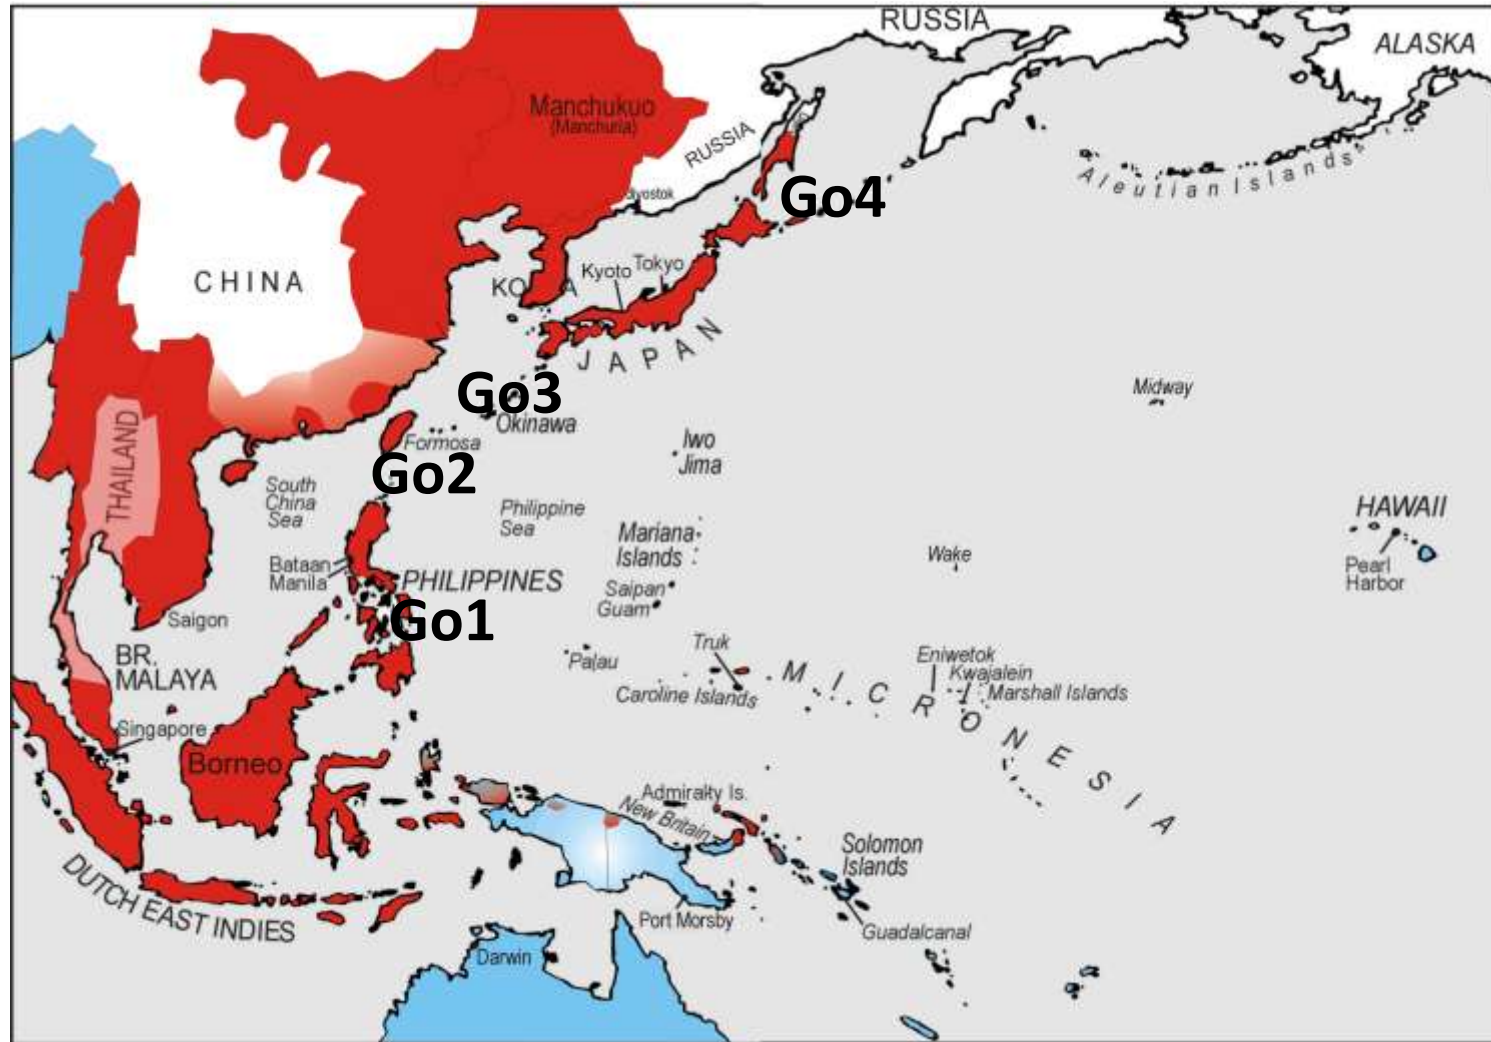 RUSSIA
ALASKA
Manchukuo
(Manchuria)
RUSSIA
Aleutian Islands
Go4
CHINA
Kyoto
Tokyo
JAPAN
Go3
Okinawa
Midway
THAILAND
Formosa
Go2
Iwo
Jima
South
China
Sea
Philippine
Sea
HAWAII
Mariana
Islands
Wake
Pearl
Harbor
Bataan
Manila
PHILIPPINES
Saipan
Guam
Go1
Saigon
Truk
Palau
BR.
MALAYA
Eniwetok
Kwajalein
Marshall Islands
Caroline Islands
MICRONESIA
Singapore
Borneo
Admiralty Is.
New Britain
Solomon
Islands
DUTCH EAST INDIES
Port Morsby
Guadalcanal
Darwin